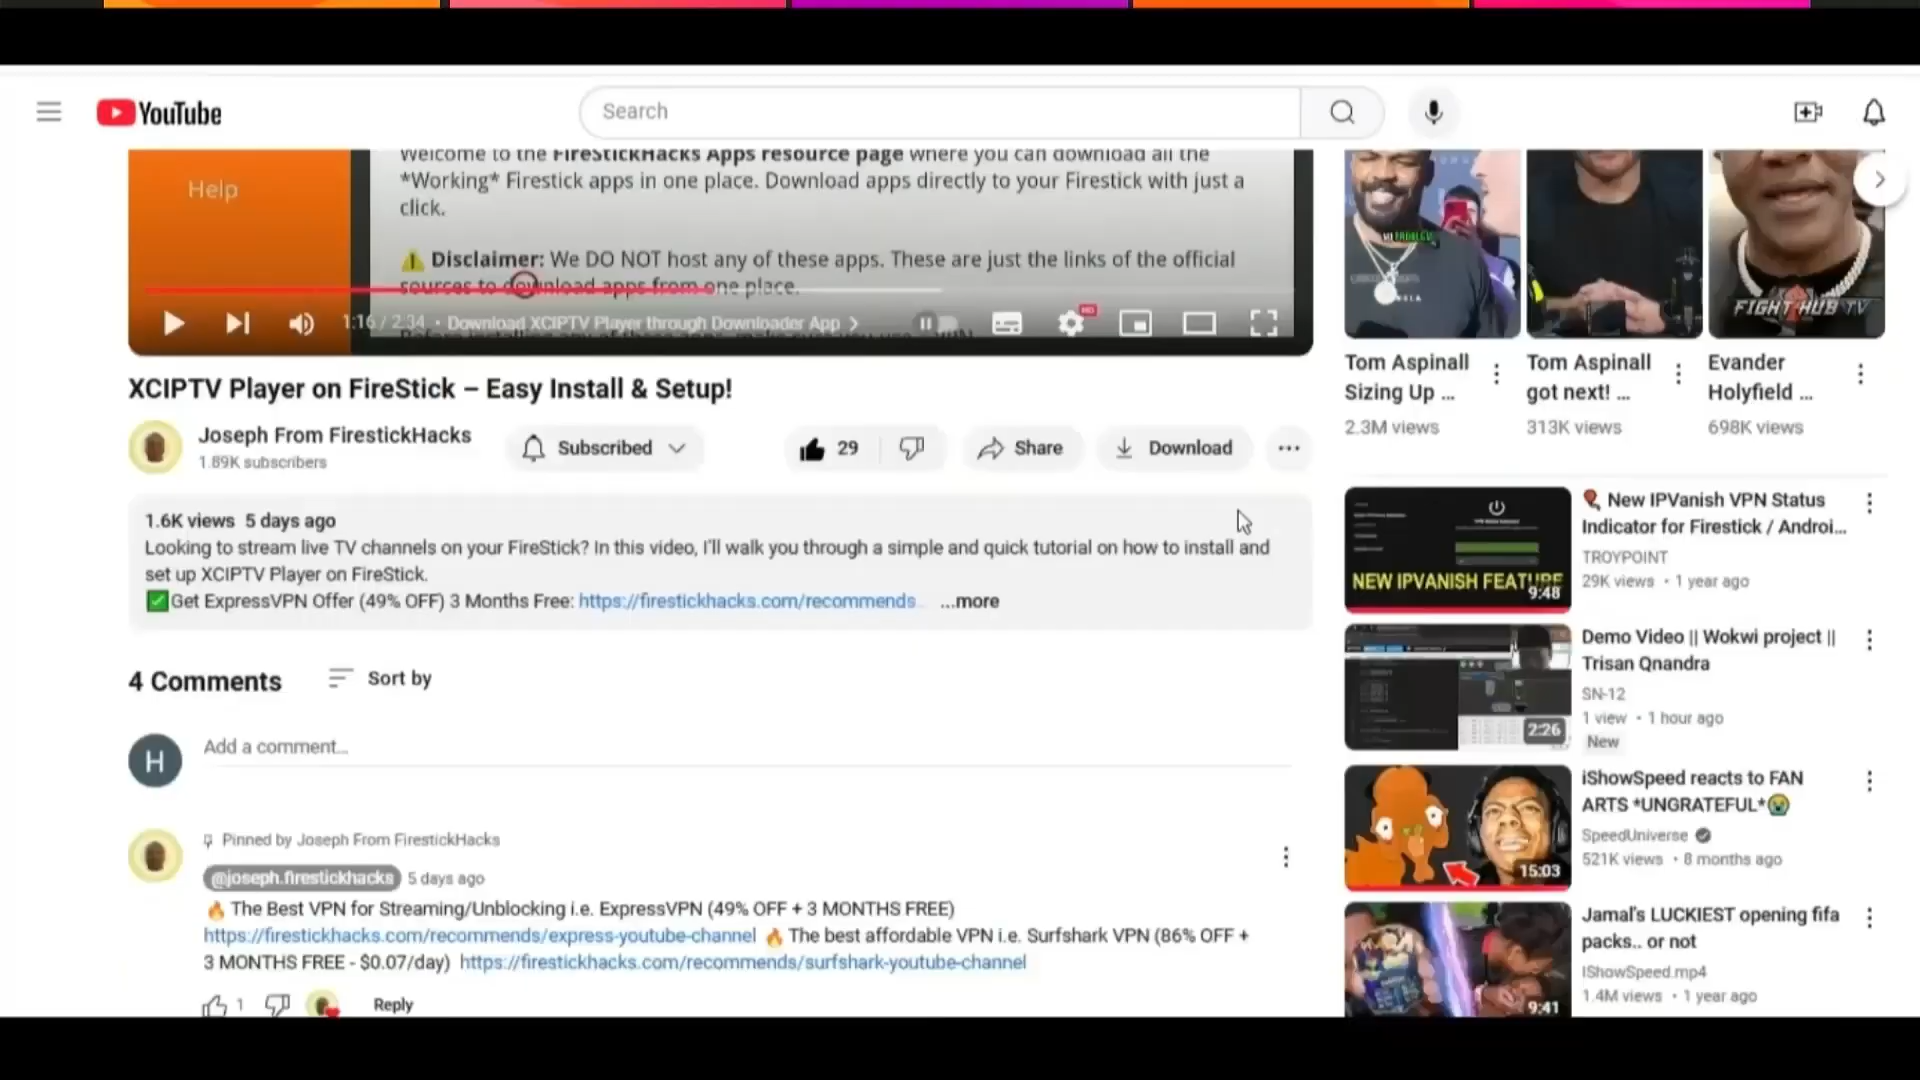 YouTube
Search
Help
Welcome to the FireStickHacks Apps resource page where you can download all the
*Working* Firestick apps in one place. Download apps directly to your Firestick with just a
click.
⚠ Disclaimer: We DO NOT host any of these apps. These are just the links of the official
sources to download apps from one place.
1:16 / 2:34 • Download XCIPTV Player through Downloader App >
HD
XCIPTV Player on FireStick – Easy Install & Setup!
Joseph From FirestickHacks
1.89K subscribers
Subscribed
29
Share
Download
1.6K views 5 days ago
Looking to stream live TV channels on your FireStick? In this video, I'll walk you through a simple and quick tutorial on how to install and
set up XCIPTV Player on FireStick.
✅Get ExpressVPN Offer (49% OFF) 3 Months Free: https://firestickhacks.com/recommends ...more
4 Comments
Sort by
H
Add a comment...
Pinned by Joseph From FirestickHacks
@joseph.firestickhacks 5 days ago
🔥 The Best VPN for Streaming/Unblocking i.e. ExpressVPN (49% OFF + 3 MONTHS FREE)
https://firestickhacks.com/recommends/express-youtube-channel 🔥 The best affordable VPN i.e. Surfshark VPN (86% OFF +
3 MONTHS FREE - $0.07/day) https://firestickhacks.com/recommends/surfshark-youtube-channel
1
Reply
FIGHT HUB TV
Tom Aspinall
Sizing Up ...
2.3M views
Tom Aspinall
got next! ...
313K views
Evander
Holyfield ...
698K views
NEW IPVANISH FEATURE
9:48
New IPVanish VPN Status
Indicator for Firestick / Androi...
TROYPOINT
29K views • 1 year ago
2:26
Demo Video || Wokwi project ||
Trisan Qnandra
SN-12
1 view • 1 hour ago
New
15:03
iShowSpeed reacts to FAN
ARTS *UNGRATEFUL*😭
SpeedUniverse
521K views • 8 months ago
9:41
Jamal's LUCKIEST opening fifa
packs.. or not
IShowSpeed.mp4
1.4M views • 1 year ago